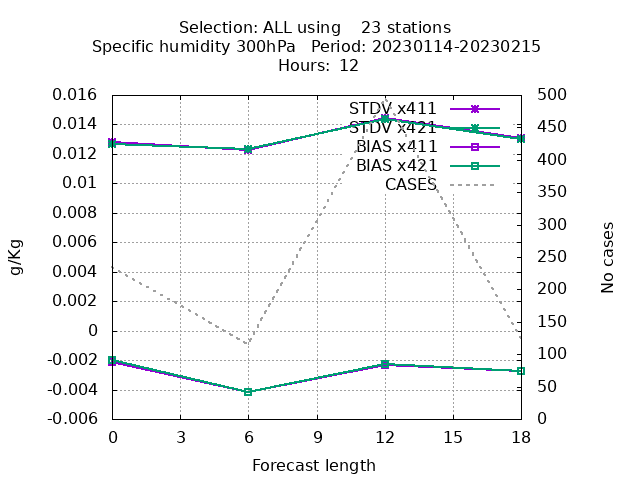 Selection: ALL using    23 stations
Specific humidity 300hPa   Period: 20230114-20230215
Hours:  12
0.016
0.014
0.012
0.01
0.008
0.006
0.004
0.002
0
-0.002
-0.004
-0.006
g/Kg
STDV x411
STDV x421
BIAS x411
BIAS x421
CASES
500
450
400
350
300
250
200
150
100
50
0
No cases
0 3 6 9 12 15 18
Forecast length